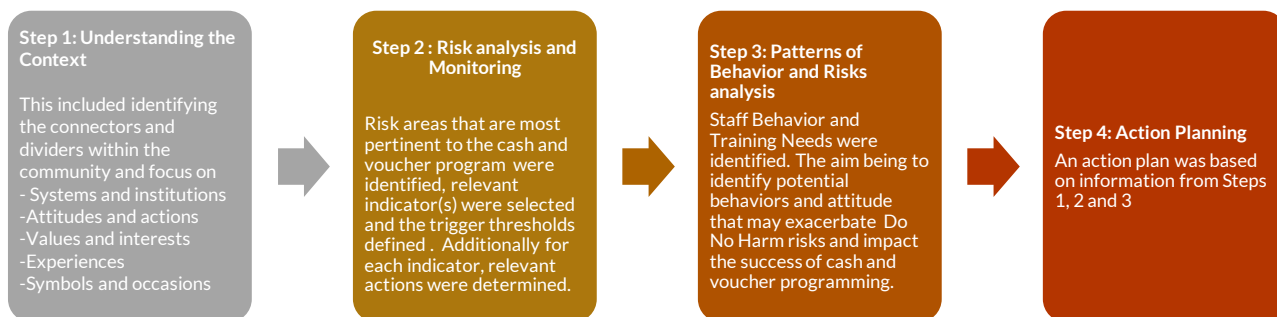 Step 1: Understanding the
Context
This included identifying
the connectors and
dividers within the
community and focus on
- Systems and institutions
-Attitudes and actions
-Values and interests
-Experiences
-Symbols and occasions
Step 2 : Risk analysis and
Monitoring
Risk areas that are most
pertinent to the cash and
voucher program were
identified, relevant
indicator(s) were selected
and the trigger thresholds
defined . Additionally for
each indicator, relevant
actions were determined.
Step 3: Patterns of
Behavior and Risks
analysis
Staff Behavior and
Training Needs were
identified. The aim being to
identify potential
behaviors and attitude
that may exacerbate Do
No Harm risks and impact
the success of cash and
voucher programming.
Step 4: Action Planning
An action plan was based
on information from Steps
1, 2 and 3